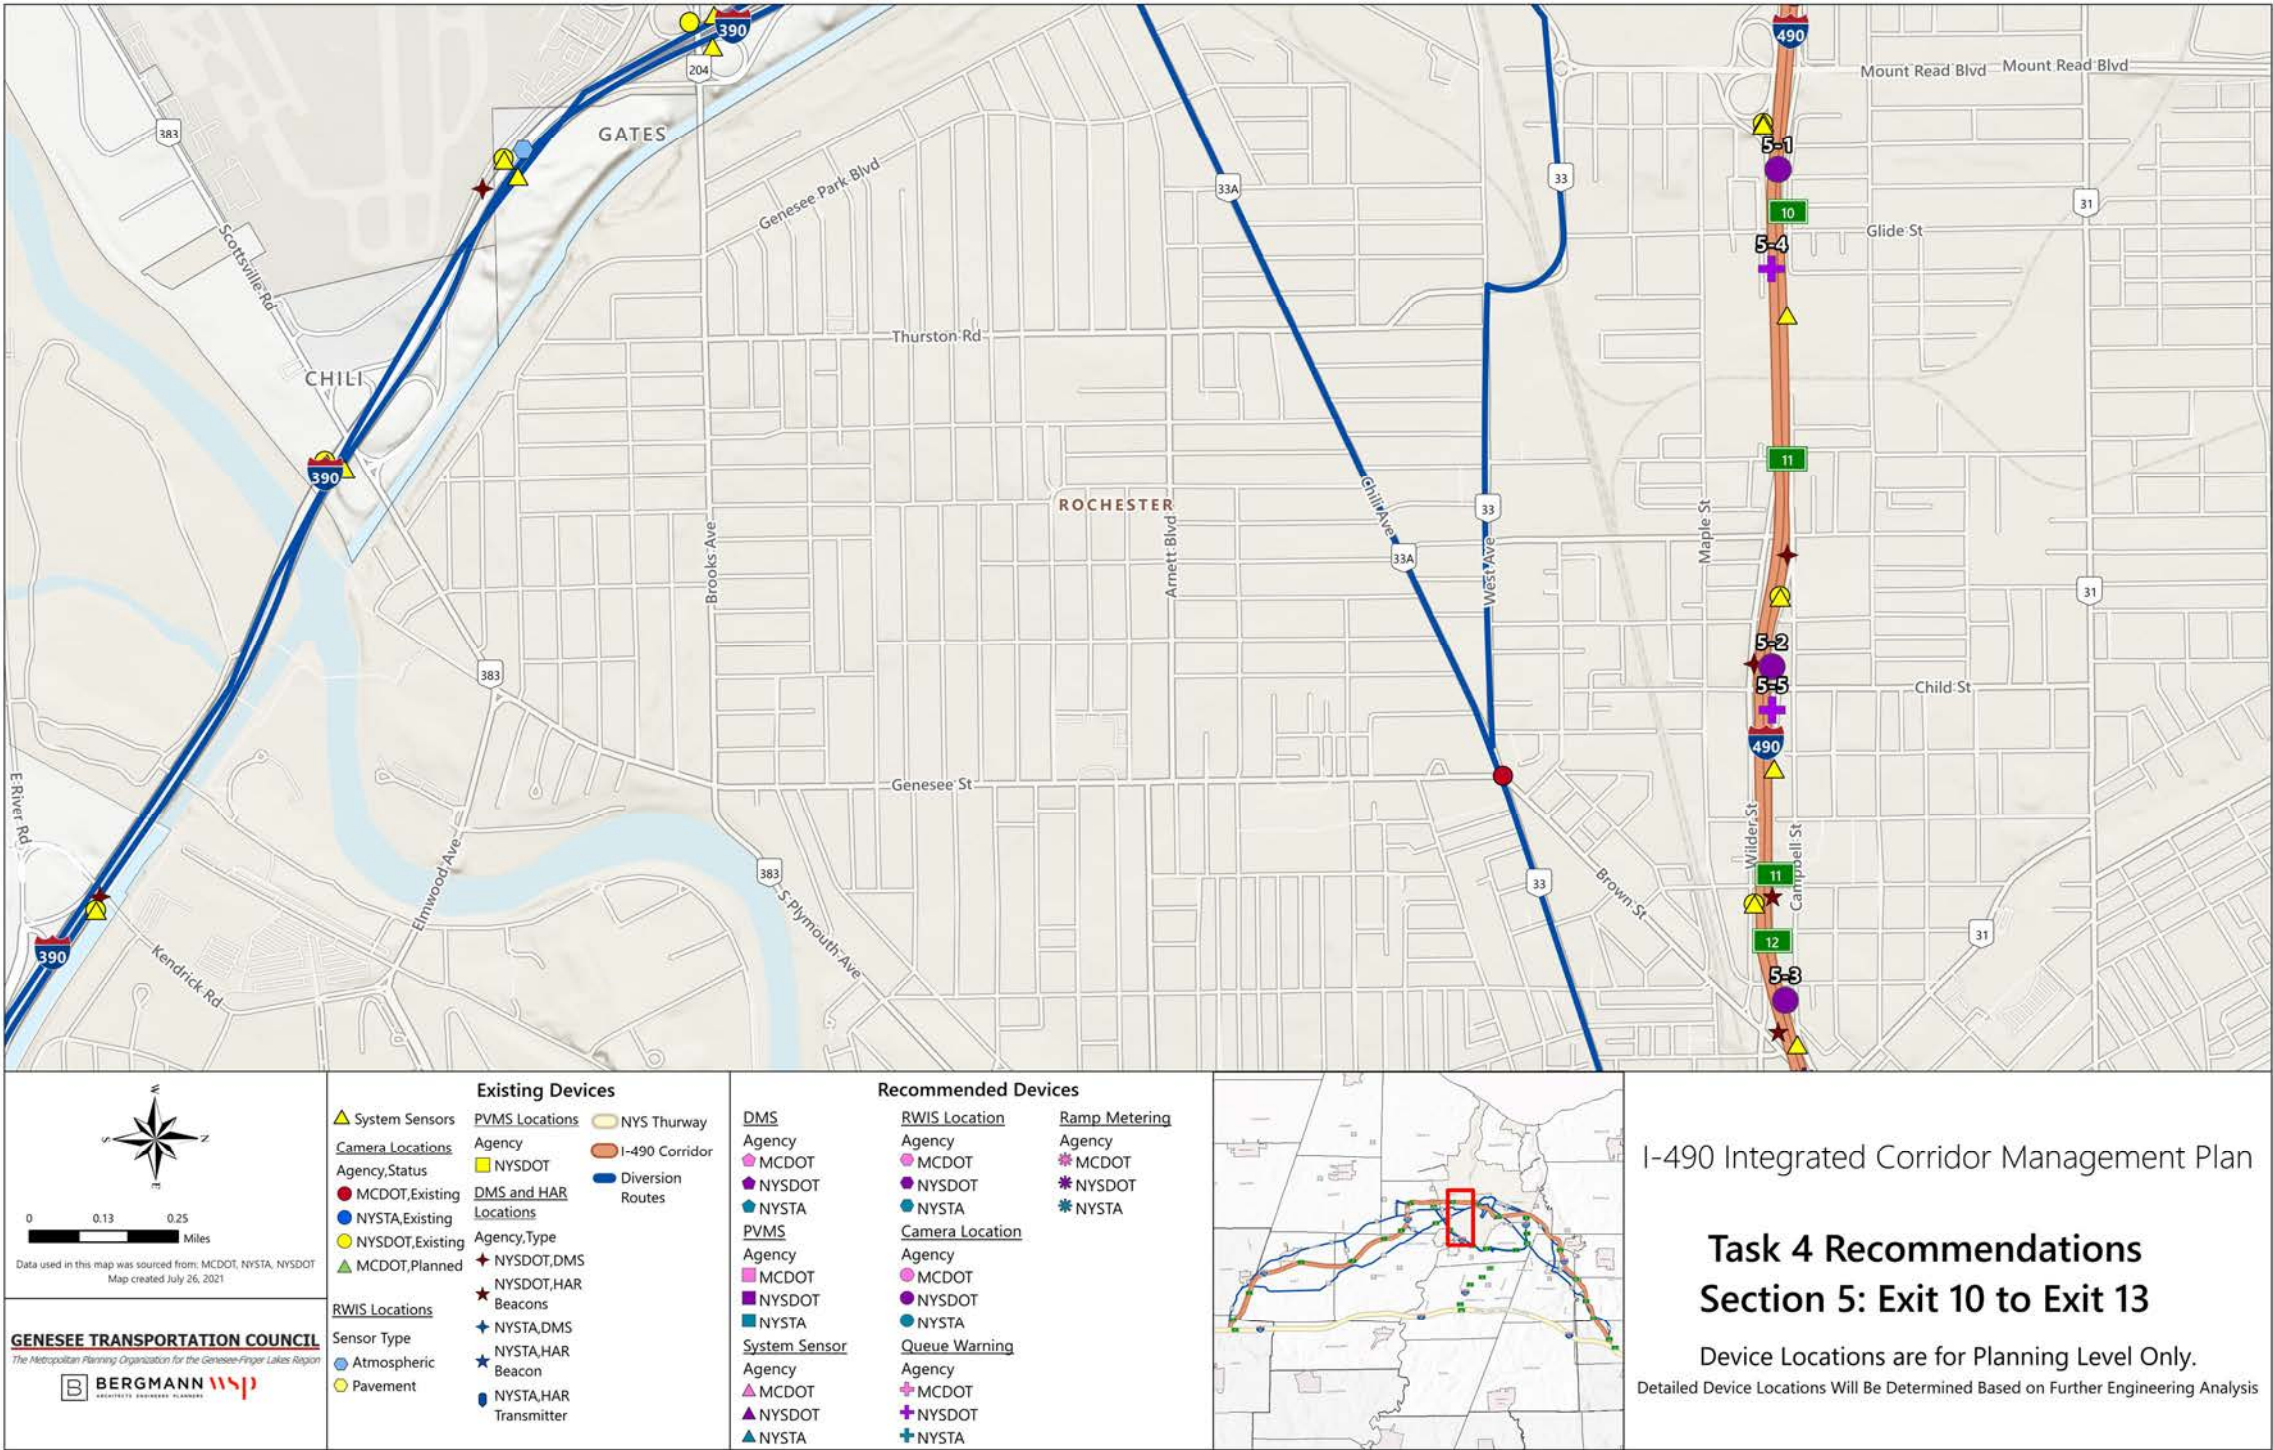 390
490
204
Mount Read Blvd
Mount Read Blvd
383
GATES
5-1
33A
33
31
10
Genesee Park Blvd
Glide St
5-4
Scottsville Rd
Thurston Rd
CHILI
11
390
ROCHESTER
Chili Ave
33
Maple St
Brooks Ave
Arnett Blvd
33A
West Ave
31
5-2
383
5-5
Child St
490
E River Rd
Genesee St
Wilder St
Campbell St
Elmwood Ave
383
33
11
Brown St
S Plymouth Ave
31
12
390
Kendrick Rd
5-3
W
S
N
E
0 0.13 0.25
Miles
Data used in this map was sourced from: MCDOT, NYSTA, NYSDOT
Map created July 26, 2021
GENESEE TRANSPORTATION COUNCIL
The Metropolitan Planning Organization for the Genesee-Finger Lakes Region
B BERGMANN wsp
ARCHITECTS ENGINEERS PLANNERS
Existing Devices
System Sensors
Camera Locations
Agency,Status
MCDOT,Existing
NYSTA,Existing
NYSDOT,Existing
MCDOT,Planned
RWIS Locations
Sensor Type
Atmospheric
Pavement
PVMS Locations
Agency
NYSDOT
DMS and HAR
Locations
Agency,Type
NYSDOT,DMS
NYSDOT,HAR
Beacons
NYSTA,DMS
NYSTA,HAR
Beacon
NYSTA,HAR
Transmitter
NYS Thurway
I-490 Corridor
Diversion
Routes
Recommended Devices
DMS
Agency
MCDOT
NYSDOT
NYSTA
PVMS
Agency
MCDOT
NYSDOT
NYSTA
System Sensor
Agency
MCDOT
NYSDOT
NYSTA
RWIS Location
Agency
MCDOT
NYSDOT
NYSTA
Camera Location
Agency
MCDOT
NYSDOT
NYSTA
Queue Warning
Agency
MCDOT
NYSDOT
NYSTA
Ramp Metering
Agency
MCDOT
NYSDOT
NYSTA
I-490 Integrated Corridor Management Plan
Task 4 Recommendations
Section 5: Exit 10 to Exit 13
Device Locations are for Planning Level Only.
Detailed Device Locations Will Be Determined Based on Further Engineering Analysis